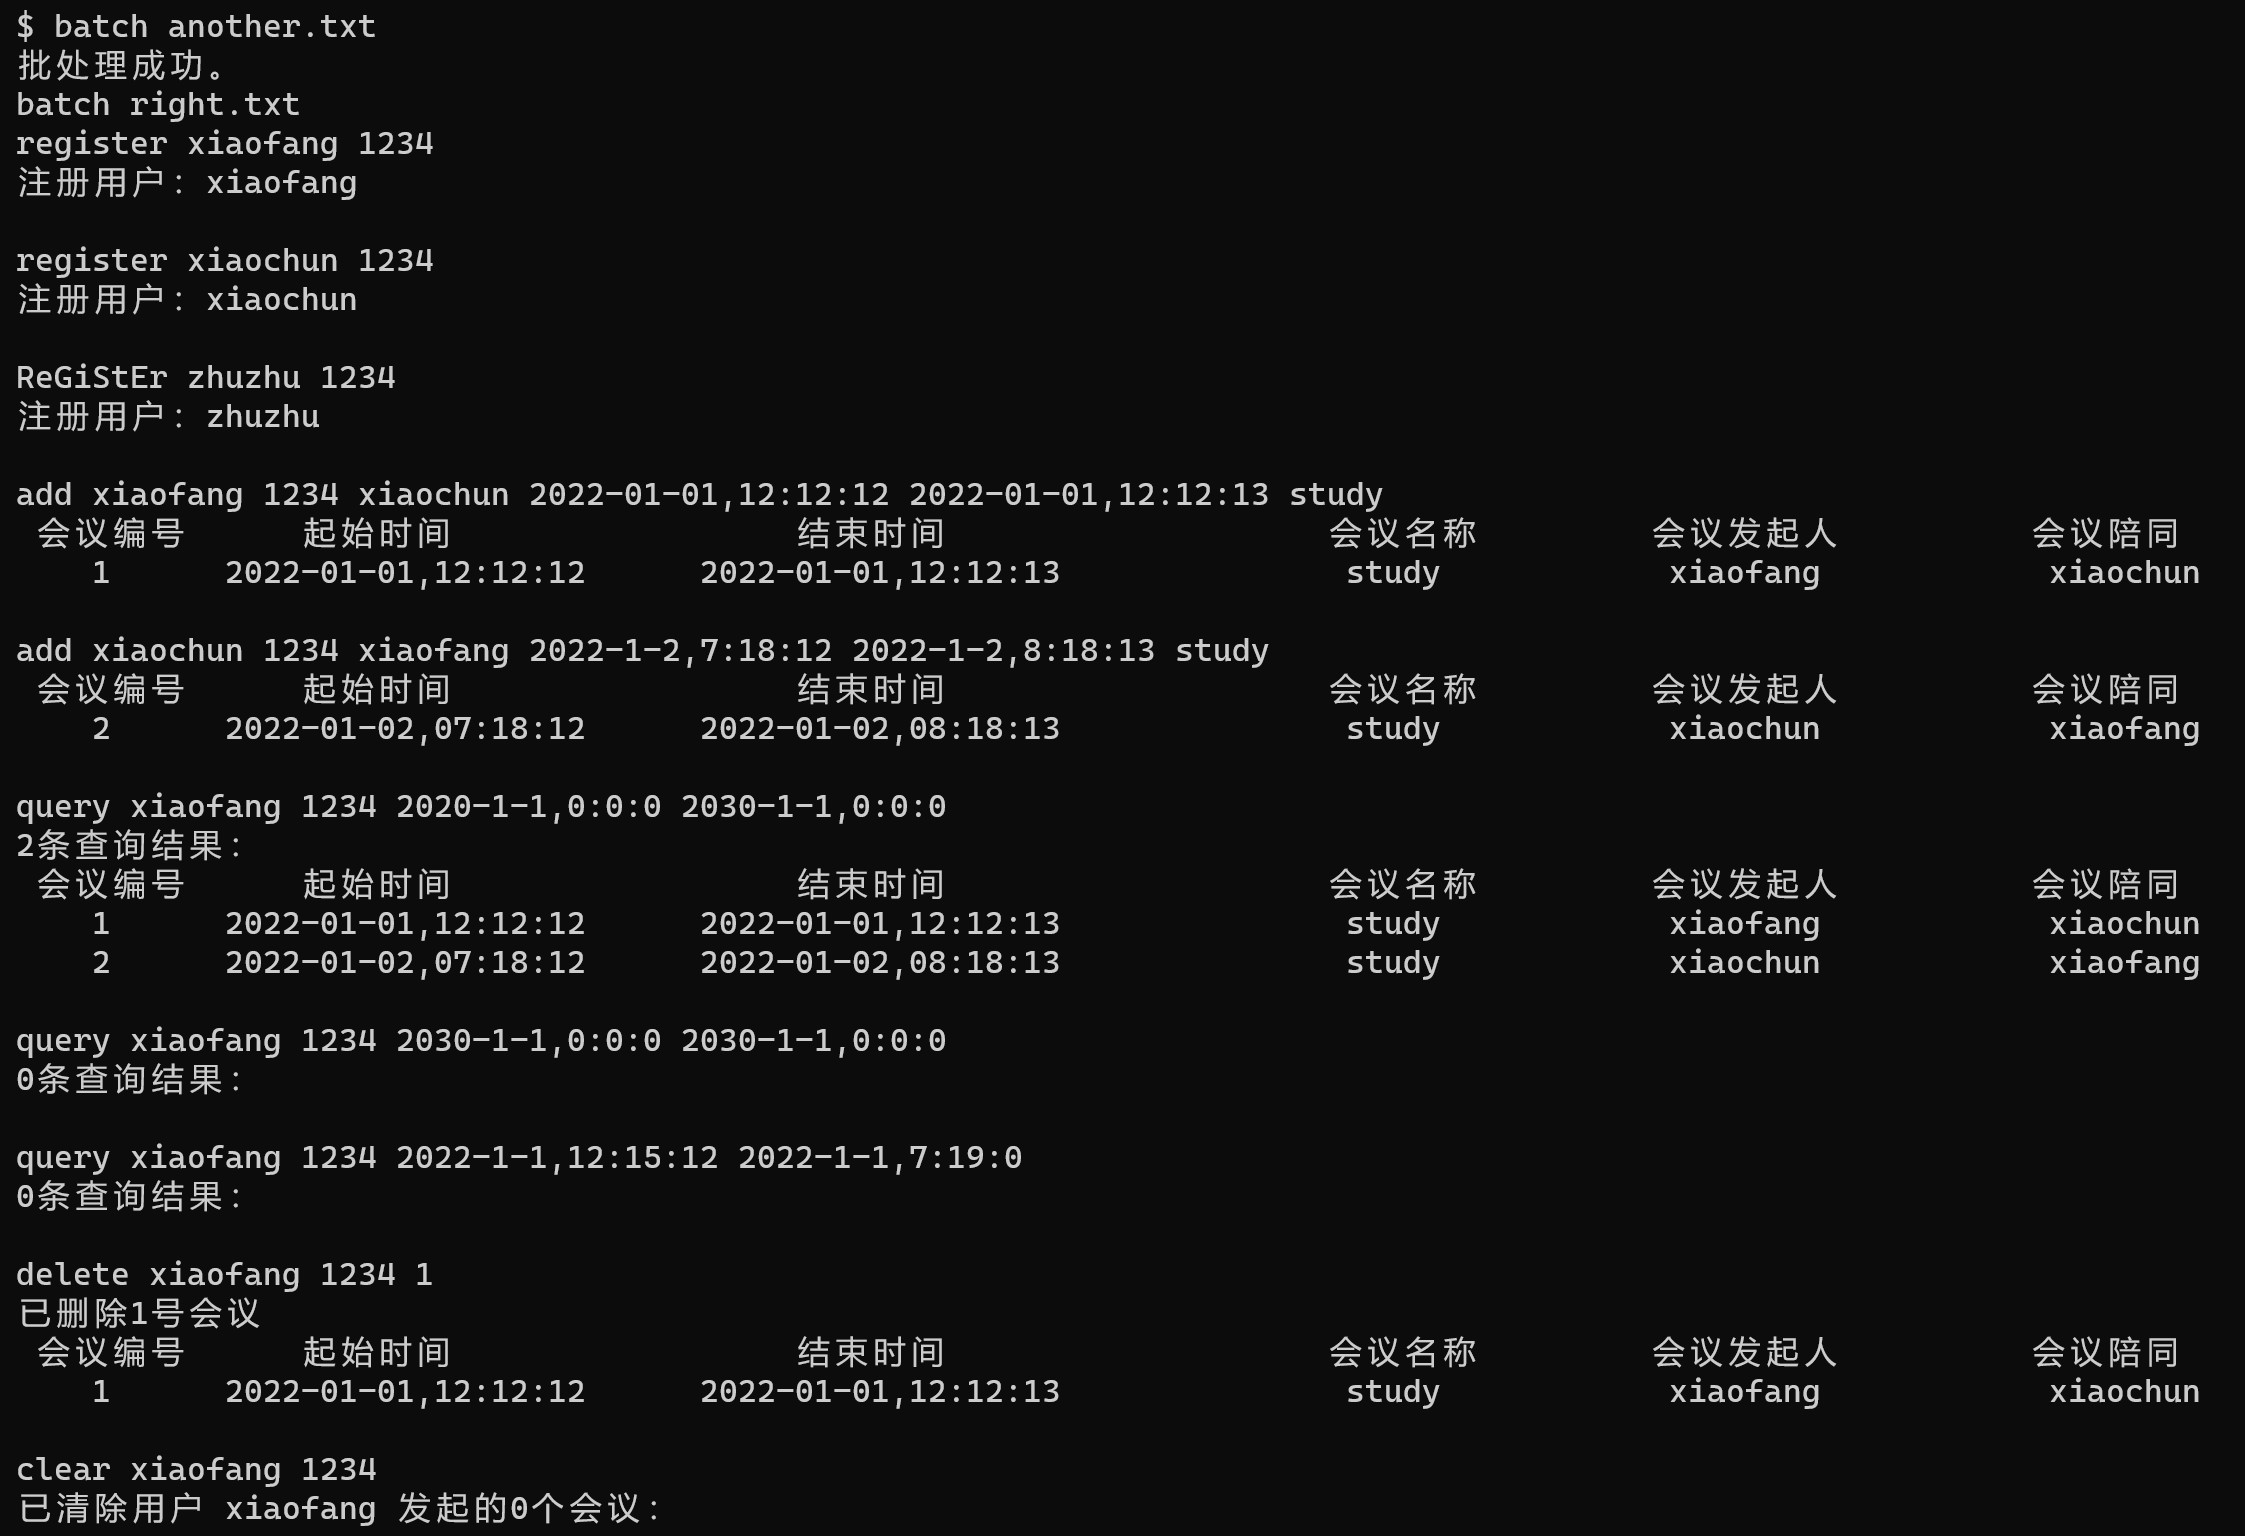 $ batch another.txt
批处理成功。
batch right.txt
register xiaofang 1234
注册用户：xiaofang
register xiaochun 1234
注册用户：xiaochun
ReGiStEr zhuzhu 1234
注册用户：zhuzhu
add xiaofang 1234 xiaochun 2022-01-01,12:12:12 2022-01-01,12:12:13 study
会议编号 起始时间 结束时间 会议名称 会议发起人 会议陪同
1 2022-01-01,12:12:12 2022-01-01,12:12:13 study xiaofang xiaochun
add xiaochun 1234 xiaofang 2022-1-2,7:18:12 2022-1-2,8:18:13 study
会议编号 起始时间 结束时间 会议名称 会议发起人 会议陪同
2 2022-01-02,07:18:12 2022-01-02,08:18:13 study xiaochun xiaofang
query xiaofang 1234 2020-1-1,0:0:0 2030-1-1,0:0:0
2条查询结果：
会议编号 起始时间 结束时间 会议名称 会议发起人 会议陪同
1 2022-01-01,12:12:12 2022-01-01,12:12:13 study xiaofang xiaochun
2 2022-01-02,07:18:12 2022-01-02,08:18:13 study xiaochun xiaofang
query xiaofang 1234 2030-1-1,0:0:0 2030-1-1,0:0:0
0条查询结果：
query xiaofang 1234 2022-1-1,12:15:12 2022-1-1,7:19:0
0条查询结果：
delete xiaofang 1234 1
已删除1号会议
会议编号 起始时间 结束时间 会议名称 会议发起人 会议陪同
1 2022-01-01,12:12:12 2022-01-01,12:12:13 study xiaofang xiaochun
clear xiaofang 1234
已清除用户 xiaofang 发起的0个会议：